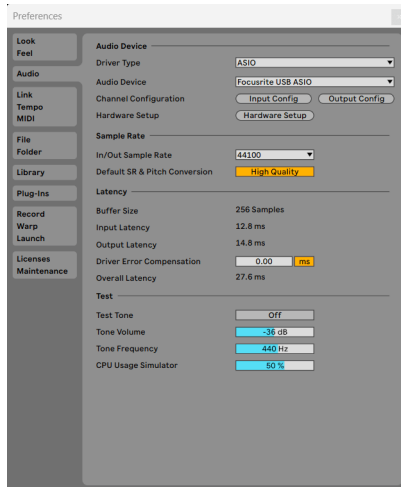 Preferences
Look
Feel
Audio
Link
Tempo
MIDI
File
Folder
Library
Plug-Ins
Record
Warp
Launch
Licenses
Maintenance
Audio Device
Driver Type ASIO
Audio Device Focusrite USB ASIO
Channel Configuration Input Config Output Config
Hardware Setup Hardware Setup
Sample Rate
In/Out Sample Rate 44100
Default SR & Pitch Conversion High Quality
Latency
Buffer Size 256 Samples
Input Latency 12.8 ms
Output Latency 14.8 ms
Driver Error Compensation 0.00 ms
Overall Latency 27.6 ms
Test
Test Tone Off
Tone Volume -36 dB
Tone Frequency 440 Hz
CPU Usage Simulator 50 %